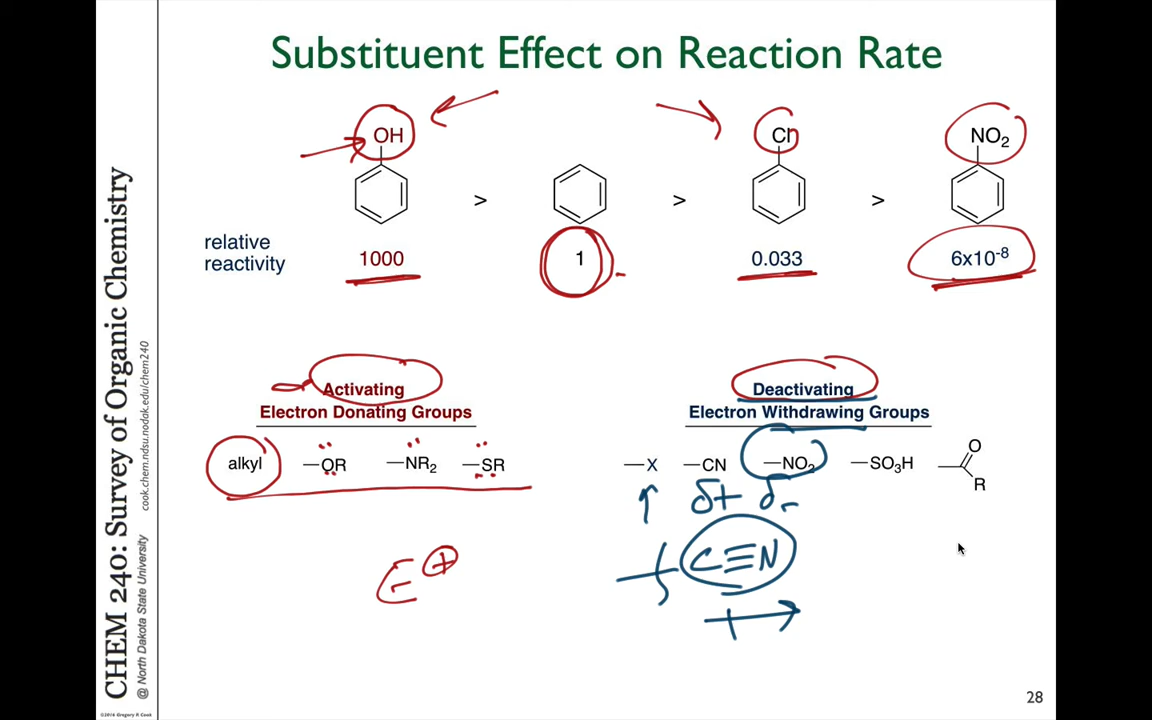 Substituent Effect on Reaction Rate
OH
Cl
NO2
> > >
relative
reactivity
1000
1
0.033
6x10-8
Activating
Electron Donating Groups
alkyl —OR —NR2 —SR
Deactivating
Electron Withdrawing Groups
—X —CN —NO2 —SO3H
O
R
δ+ δ-
C≡N
E+
CHEM 240: Survey of Organic Chemistry
@ North Dakota State University
cook.chem.ndsu.nodak.edu/chem240
©2016 Gregory R Cook
28